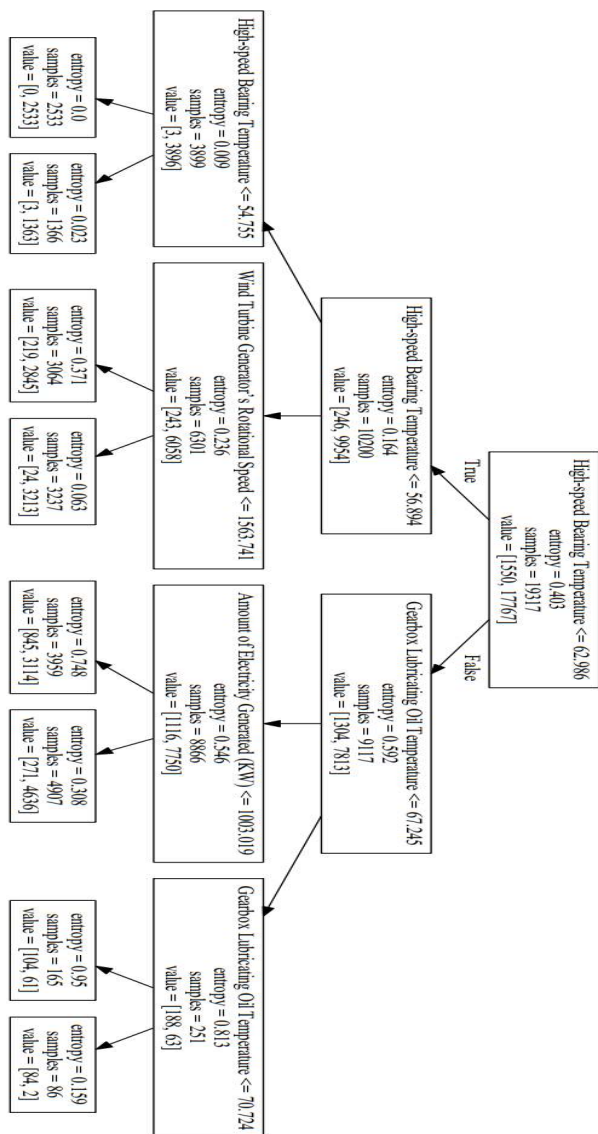 High-speed Bearing Temperature <= 62.986
entropy = 0.403
samples = 19317
value = [1550, 17767]
True
False
High-speed Bearing Temperature <= 56.894
entropy = 0.164
samples = 10200
value = [246, 9954]
Gearbox Lubricating Oil Temperature <= 67.245
entropy = 0.592
samples = 9117
value = [1304, 7813]
High-speed Bearing Temperature <= 54.755
entropy = 0.009
samples = 3899
value = [3, 3896]
Wind Turbine Generator's Rotational Speed <= 1563.741
entropy = 0.236
samples = 6301
value = [243, 6058]
Amount of Electricity Generated (KW) <= 1003.019
entropy = 0.546
samples = 8866
value = [1116, 7750]
Gearbox Lubricating Oil Temperature <= 70.724
entropy = 0.813
samples = 251
value = [188, 63]
entropy = 0.0
samples = 2533
value = [0, 2533]
entropy = 0.023
samples = 1366
value = [3, 1363]
entropy = 0.371
samples = 3064
value = [219, 2845]
entropy = 0.063
samples = 3237
value = [24, 3213]
entropy = 0.748
samples = 3959
value = [845, 3114]
entropy = 0.308
samples = 4907
value = [271, 4636]
entropy = 0.95
samples = 165
value = [104, 61]
entropy = 0.159
samples = 86
value = [84, 2]